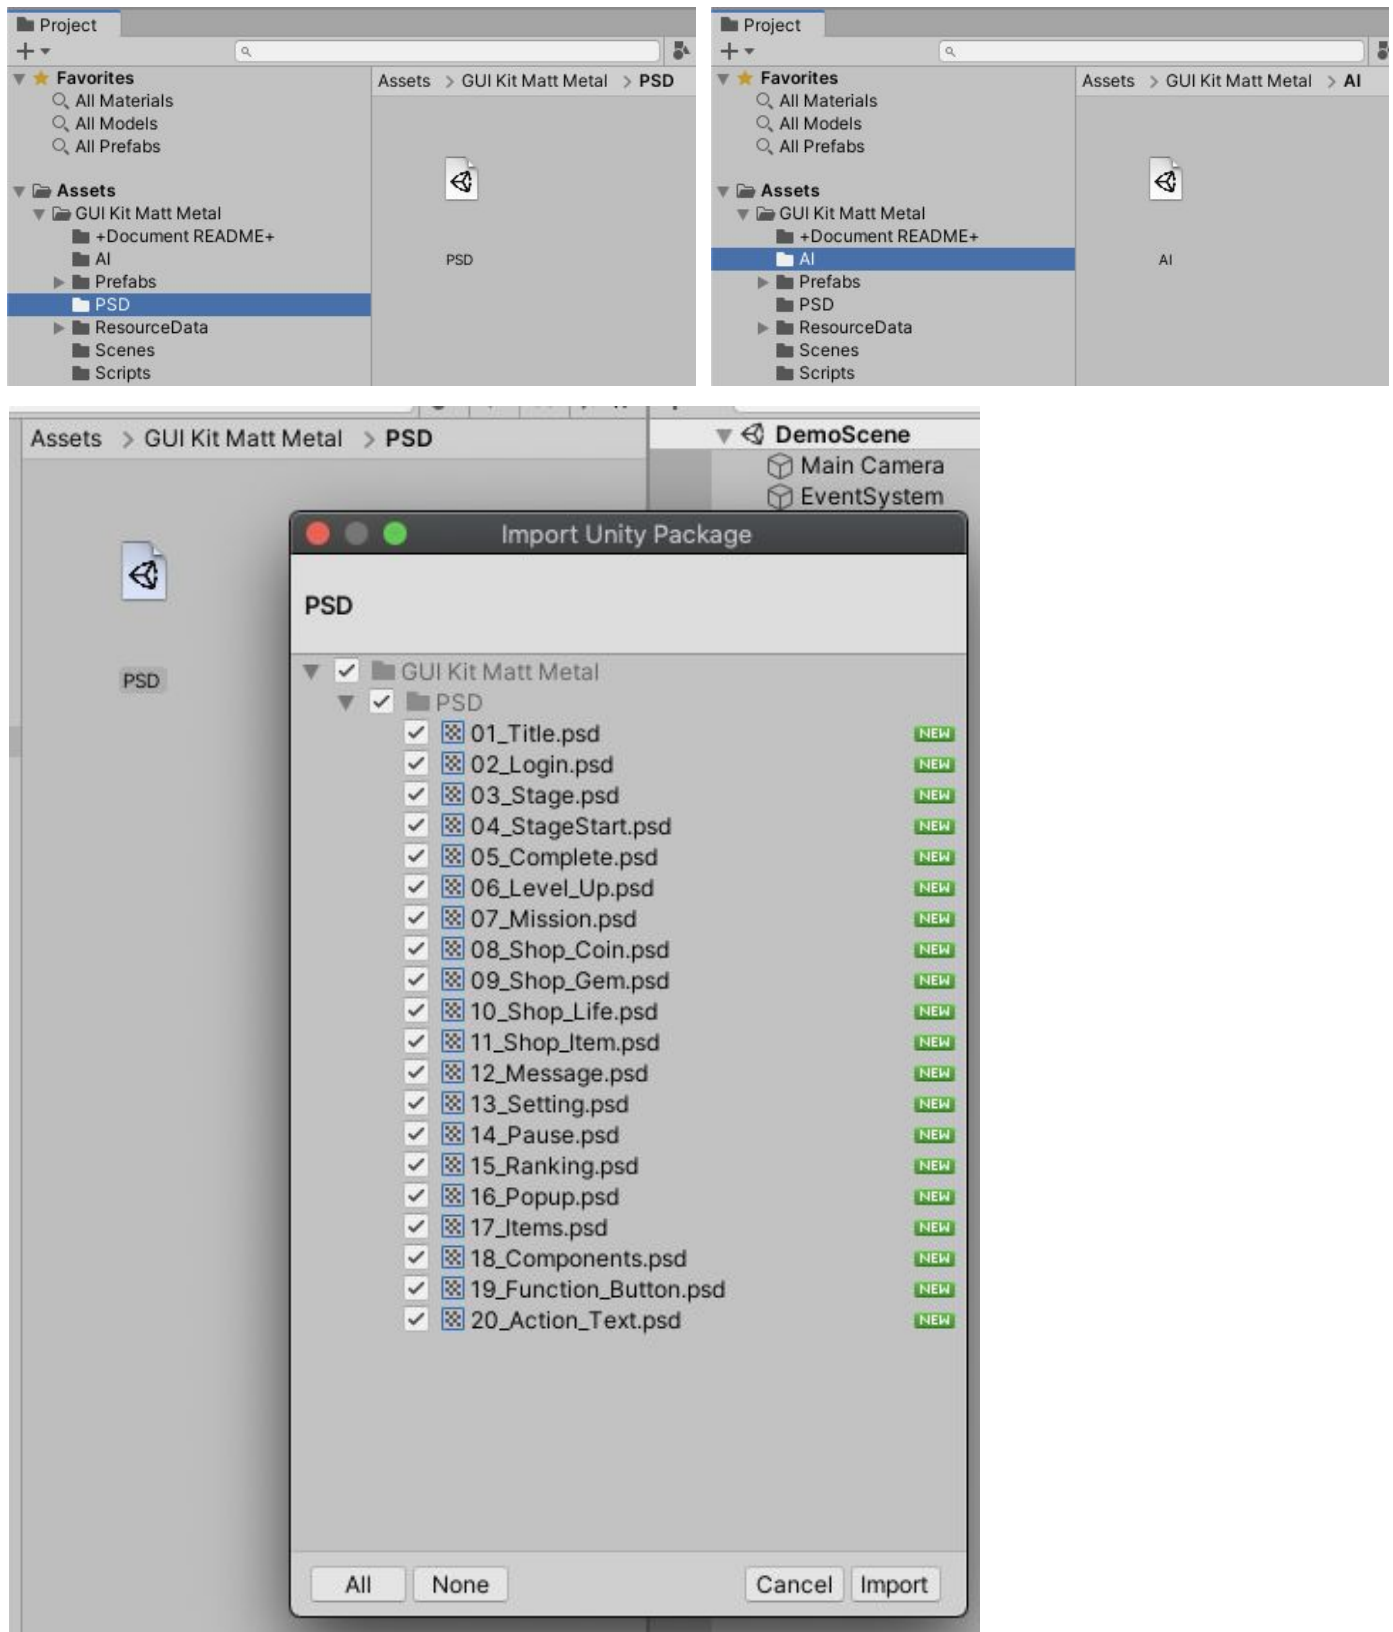 Project
Favorites
All Materials
All Models
All Prefabs
Assets
GUI Kit Matt Metal
+Document README+
AI
Prefabs
PSD
ResourceData
Scenes
Scripts
Assets > GUI Kit Matt Metal > PSD
PSD
Project
Favorites
All Materials
All Models
All Prefabs
Assets
GUI Kit Matt Metal
+Document README+
AI
Prefabs
PSD
ResourceData
Scenes
Scripts
Assets > GUI Kit Matt Metal > AI
AI
Assets > GUI Kit Matt Metal > PSD
PSD
DemoScene
Main Camera
EventSystem
Import Unity Package
PSD
GUI Kit Matt Metal
PSD
01_Title.psd NEW
02_Login.psd NEW
03_Stage.psd NEW
04_StageStart.psd NEW
05_Complete.psd NEW
06_Level_Up.psd NEW
07_Mission.psd NEW
08_Shop_Coin.psd NEW
09_Shop_Gem.psd NEW
10_Shop_Life.psd NEW
11_Shop_Item.psd NEW
12_Message.psd NEW
13_Setting.psd NEW
14_Pause.psd NEW
15_Ranking.psd NEW
16_Popup.psd NEW
17_Items.psd NEW
18_Components.psd NEW
19_Function_Button.psd NEW
20_Action_Text.psd NEW
All None Cancel Import